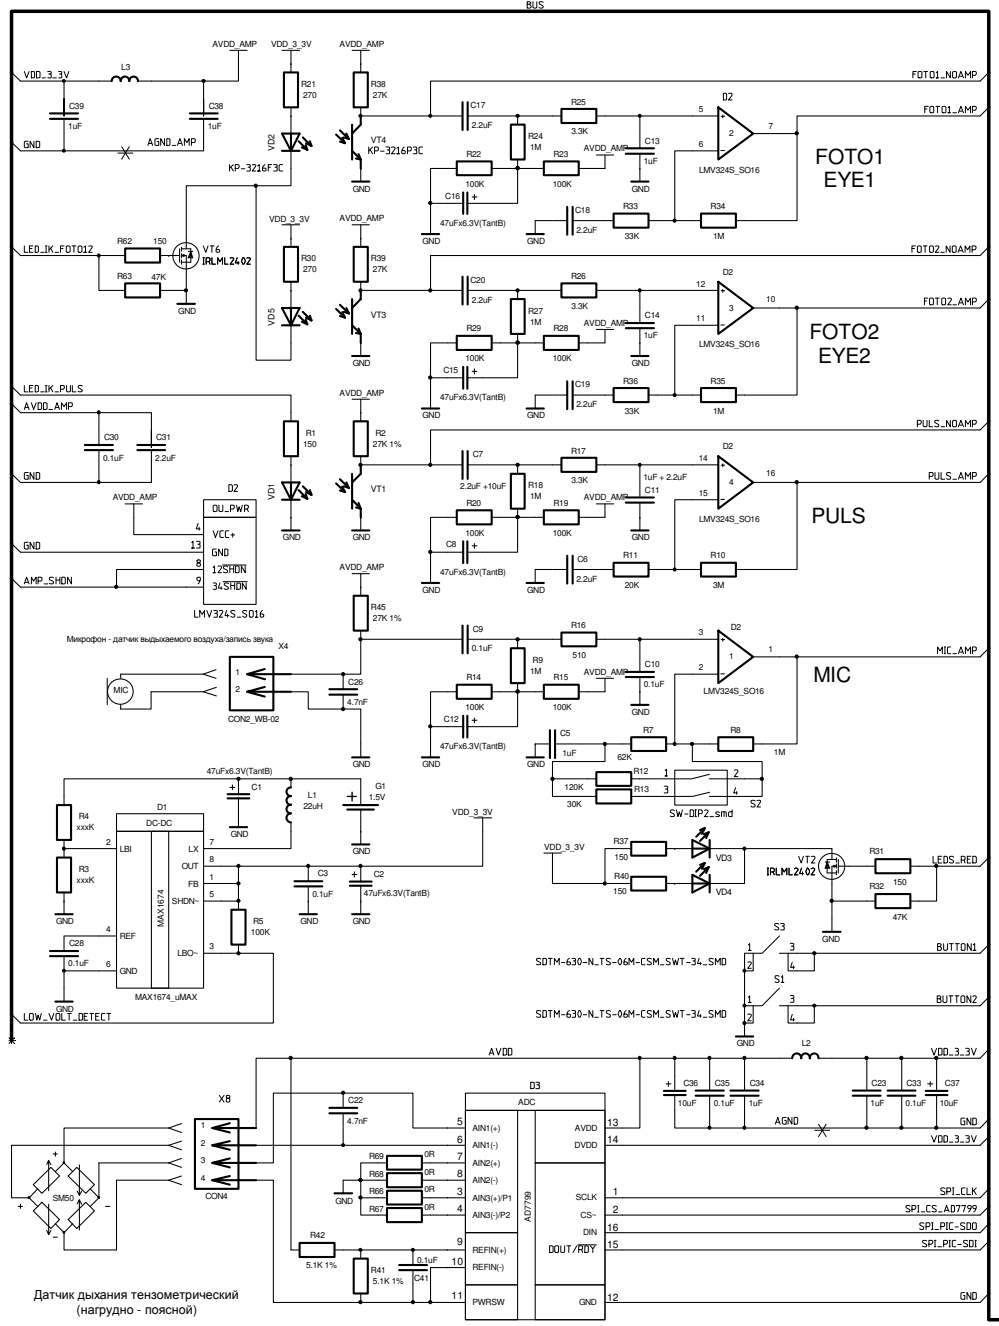 BUS
VDD_3_3V
L3
AVDD_AMP
C39
1uF
C38
1uF
GND
AGND_AMP
VDD_3_3V
R21
270
VD2
KP-3216F3C
AVDD_AMP
R38
27K
VT4
KP-3216P3C
GND
FOTO1_NOAMP
C17
2.2uF
R25
3.3K
R24
1M
R22
100K
R23
100K
AVDD_AMP
C13
1uF
GND
D2
5
6
2
7
LMV324S_SO16
FOTO1_AMP
FOTO1
EYE1
C16
47uFx6.3V(TantB)
GND
C18
2.2uF
GND
R33
33K
R34
1M
LED_IK_FOTO12
R62
150
R63
47K
VT6
IRLML2402
GND
VDD_3_3V
R30
270
VD5
AVDD_AMP
R39
27K
VT3
GND
FOTO2_NOAMP
C20
2.2uF
R26
3.3K
R27
1M
R29
100K
R28
100K
AVDD_AMP
C14
1uF
GND
D2
12
11
3
10
LMV324S_SO16
FOTO2_AMP
FOTO2
EYE2
C15
47uFx6.3V(TantB)
GND
C19
2.2uF
GND
R36
33K
R35
1M
LED_IK_PULS
AVDD_AMP
C30
0.1uF
C31
2.2uF
GND
R1
150
VD1
GND
AVDD_AMP
R2
27K 1%
VT1
GND
PULS_NOAMP
C7
2.2uF +10uF
R17
3.3K
R18
1M
R20
100K
R19
100K
AVDD_AMP
1uF + 2.2uF
C11
GND
D2
14
15
4
16
LMV324S_SO16
PULS_AMP
PULS
C8
47uFx6.3V(TantB)
GND
C6
2.2uF
GND
R11
20K
R10
3M
AVDD_AMP
D2
OU_PWR
4
VCC+
GND
13
GND
8
12SHDN
AMP_SHDN
9
34SHDN
LMV324S_SO16
Микрофон - датчик выдыхаемого воздуха/запись звука
MIC
X4
1
2
CON2_WB-02
AVDD_AMP
R45
27K 1%
C26
4.7nF
GND
C9
0.1uF
R16
510
R9
1M
R14
100K
R15
100K
AVDD_AMP
C10
0.1uF
GND
D2
3
2
1
1
LMV324S_SO16
MIC_AMP
MIC
C12
47uFx6.3V(TantB)
GND
C5
1uF
GND
R7
62K
R8
1M
R12
120K
R13
30K
1
2
3
4
S2
SW-DIP2_smd
47uFx6.3V(TantB)
C1
GND
L1
22uH
G1
1.5V
GND
R4
xxxK
R3
xxxK
GND
D1
DC-DC
MAX1674
2
LBI
LX
7
OUT
8
FB
1
SHDN~
5
4
REF
6
GND
LBO~
3
MAX1674_uMAX
C28
0.1uF
GND
R5
100K
C3
0.1uF
GND
C2
47uFx6.3V(TantB)
GND
VDD_3_3V
LOW_VOLT_DETECT
VDD_3_3V
R37
150
R40
150
VD3
VD4
VT2
IRLML2402
R31
150
R32
47K
GND
LEDS_RED
S3
1
2
3
4
SDTM-630-N_TS-06M-CSM_SWT-34_SMD
BUTTON1
S1
1
2
3
4
SDTM-630-N_TS-06M-CSM_SWT-34_SMD
GND
BUTTON2
AVDD
L2
VDD_3_3V
C36
10uF
C35
0.1uF
C34
1uF
C23
1uF
C33
0.1uF
C37
10uF
AGND
GND
VDD_3_3V
X8
1
2
3
4
CON4
SM50
+
-
+
-
C22
4.7nF
R69
0R
R68
0R
R66
0R
R67
0R
GND
R42
5.1K 1%
R41
5.1K 1%
0.1uF
C41
D3
ADC
AD7799
5
AIN1(+)
6
AIN1(-)
7
AIN2(+)
8
AIN2(-)
3
AIN3(+)/P1
4
AIN3(-)/P2
9
REFIN(+)
10
REFIN(-)
11
PWRSW
AVDD
13
DVDD
14
SCLK
1
CS~
2
DIN
16
DOUT/RDY
15
GND
12
SPI_CLK
SPI_CS_AD7799
SPI_PIC-SDO
SPI_PIC-SDI
GND
Датчик дыхания тензометрический
(нагрудно - поясной)